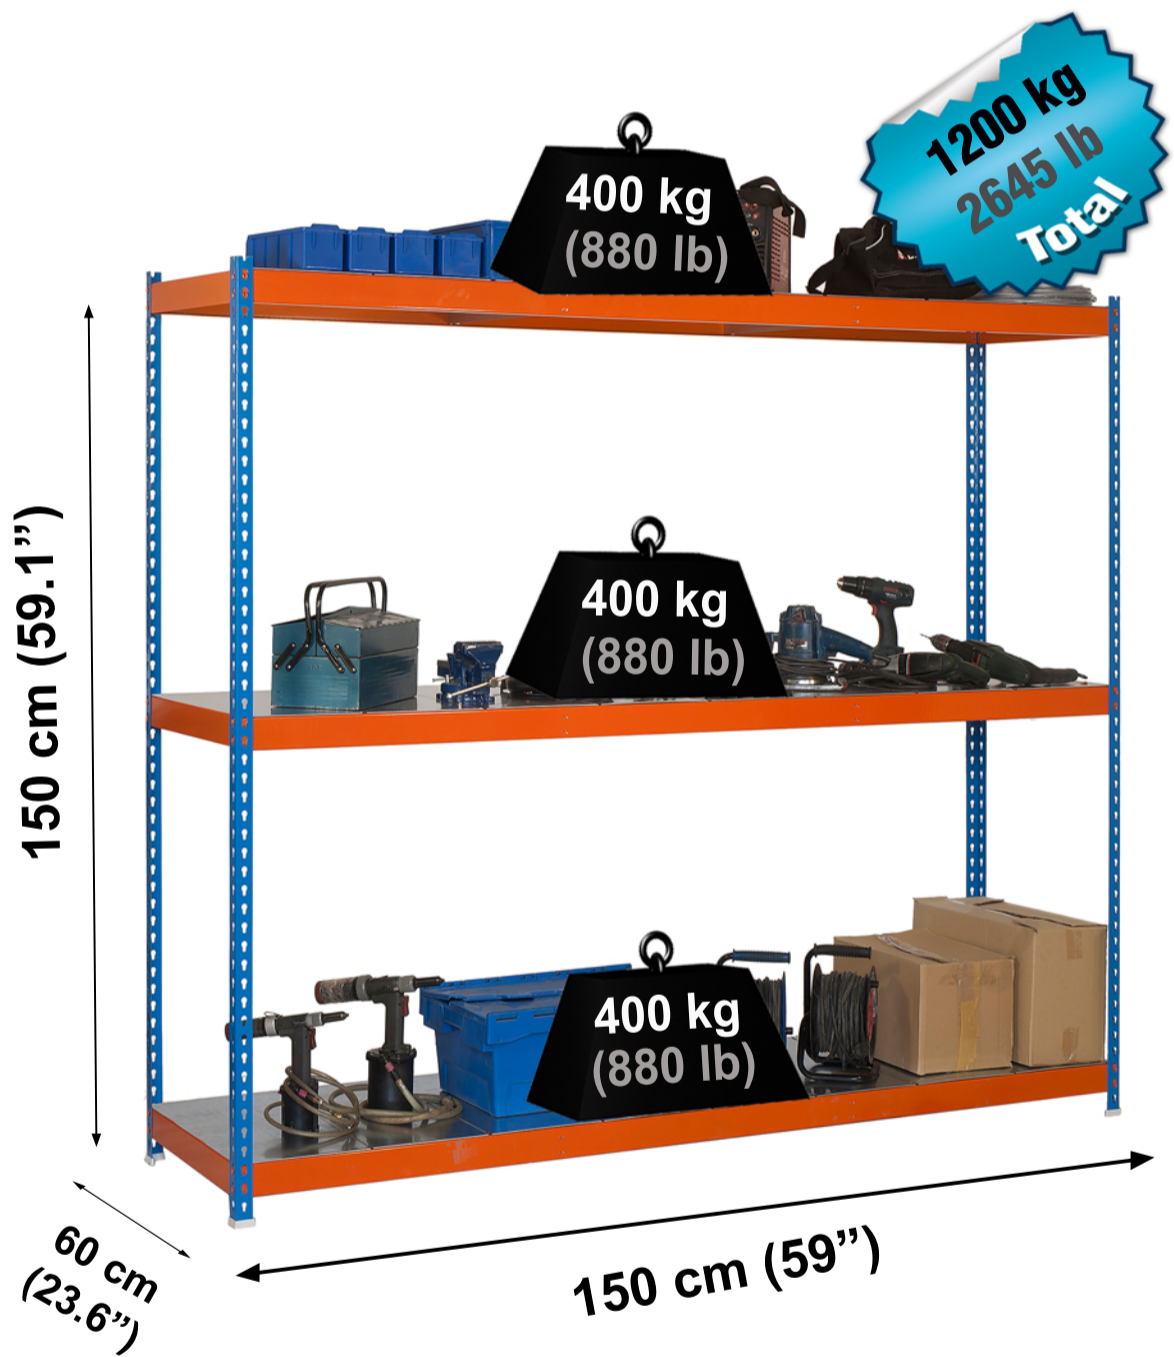 1200 kg
2645 lb
Total
400 kg
(880 lb)
150 cm (59.1”)
400 kg
(880 lb)
400 kg
(880 lb)
60 cm
(23.6”)
150 cm (59”)